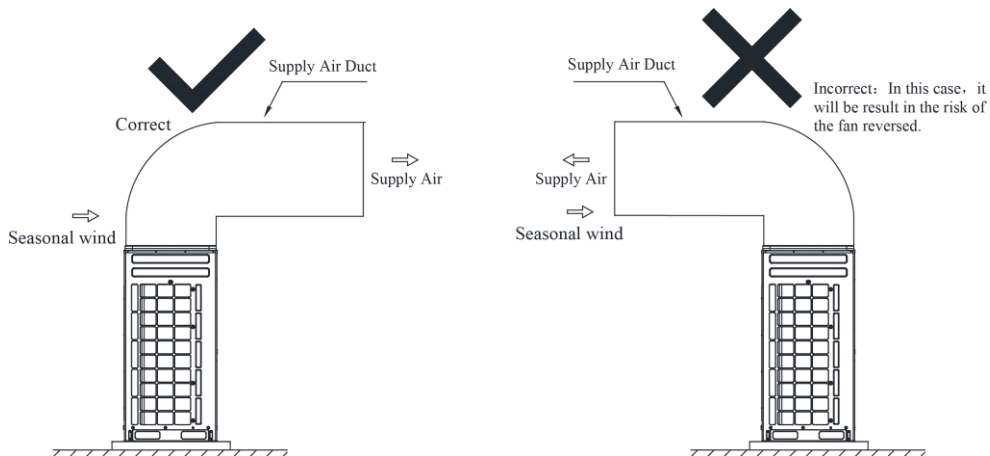 Supply Air Duct
Correct
Supply Air
Seasonal wind
Supply Air Duct
Incorrect: In this case, it
will be result in the risk of
the fan reversed.
Supply Air
Seasonal wind